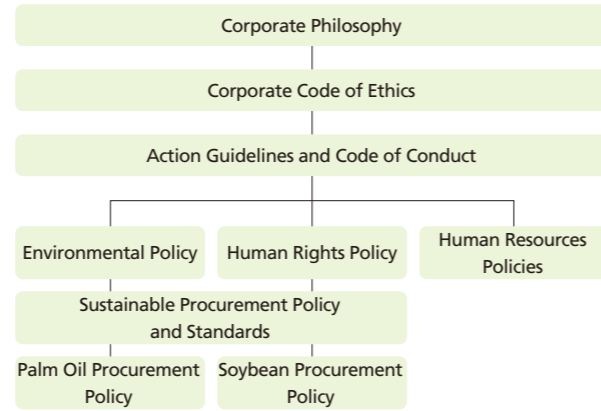 Corporate Philosophy
Corporate Code of Ethics
Action Guidelines and Code of Conduct
Environmental Policy
Human Rights Policy
Human Resources
Policies
Sustainable Procurement Policy
and Standards
Palm Oil Procurement
Policy
Soybean Procurement
Policy